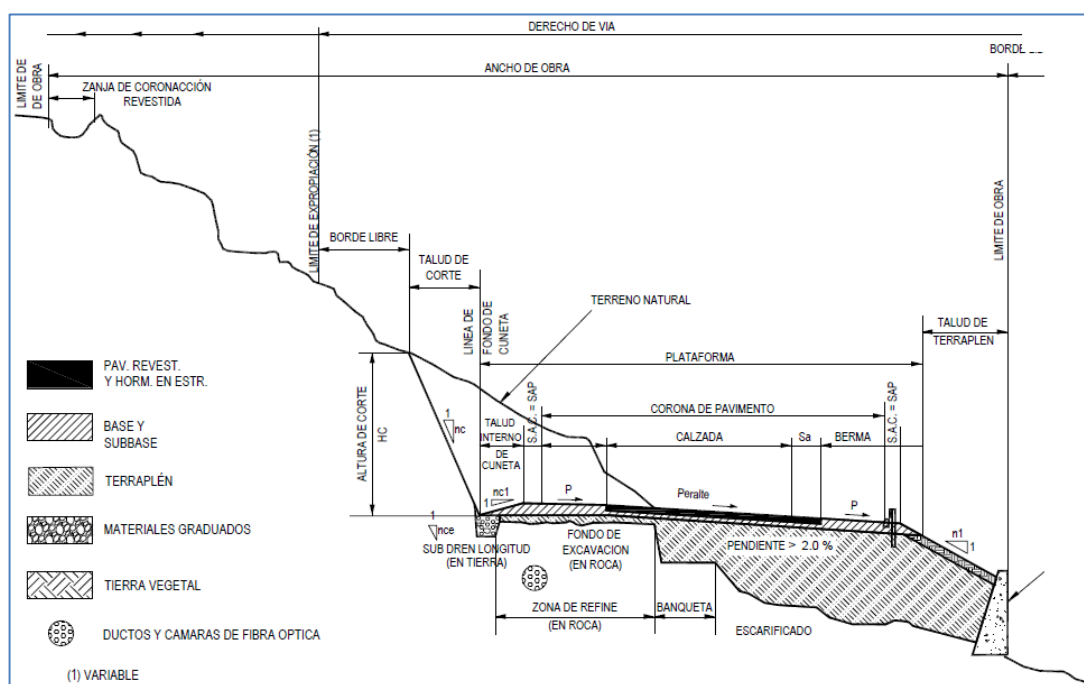 DERECHO DE VIA
BORDE
ANCHO DE OBRA
LIMITE DE
DE OBRA
ZANJA DE CORONACCIÓN
REVESTIDA
LIMITE DE EXPROPIACIÓN (1)
LIMITE DE OBRA
BORDE LIBRE
TALUD DE
CORTE
LINEA DE
FONDO DE
CUNETA
TERRENO NATURAL
TALUD DE
TERRAPLEN
PLATAFORMA
ALTURA DE CORTE
HC
1
nc
TALUD
INTERNO
DE CUNETA
S.A.C. = SAP
CORONA DE PAVIMENTO
S.A.C. = SAP
CALZADA
Sa
BERMA
1
nc1
P
Peralte
P
1
nce
n1
1
SUB DREN LONGITUD
(EN TIERRA)
FONDO DE
EXCAVACION
(EN ROCA)
PENDIENTE > 2.0 %
ZONA DE REFINE
(EN ROCA)
BANQUETA
ESCARIFICADO
PAV. REVEST.
Y HORM. EN ESTR.
BASE Y
SUBBASE
TERRAPLÉN
MATERIALES GRADUADOS
TIERRA VEGETAL
DUCTOS Y CAMARAS DE FIBRA OPTICA
(1) VARIABLE